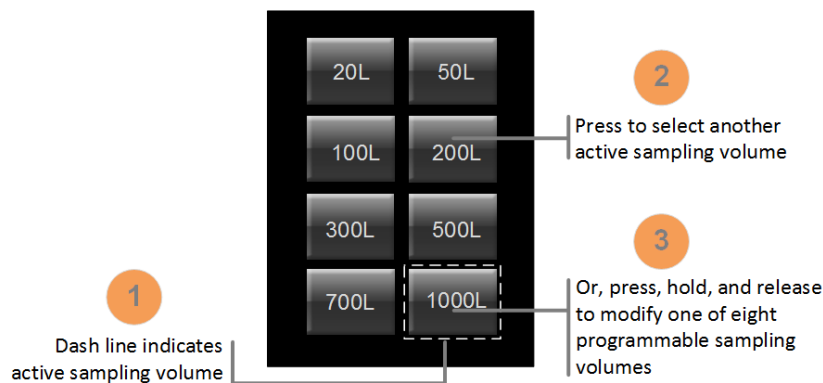 20L
50L
2
Press to select another
active sampling volume
100L
200L
300L
500L
3
Or, press, hold, and release
to modify one of eight
programmable sampling
volumes
700L
1000L
1
Dash line indicates
active sampling volume